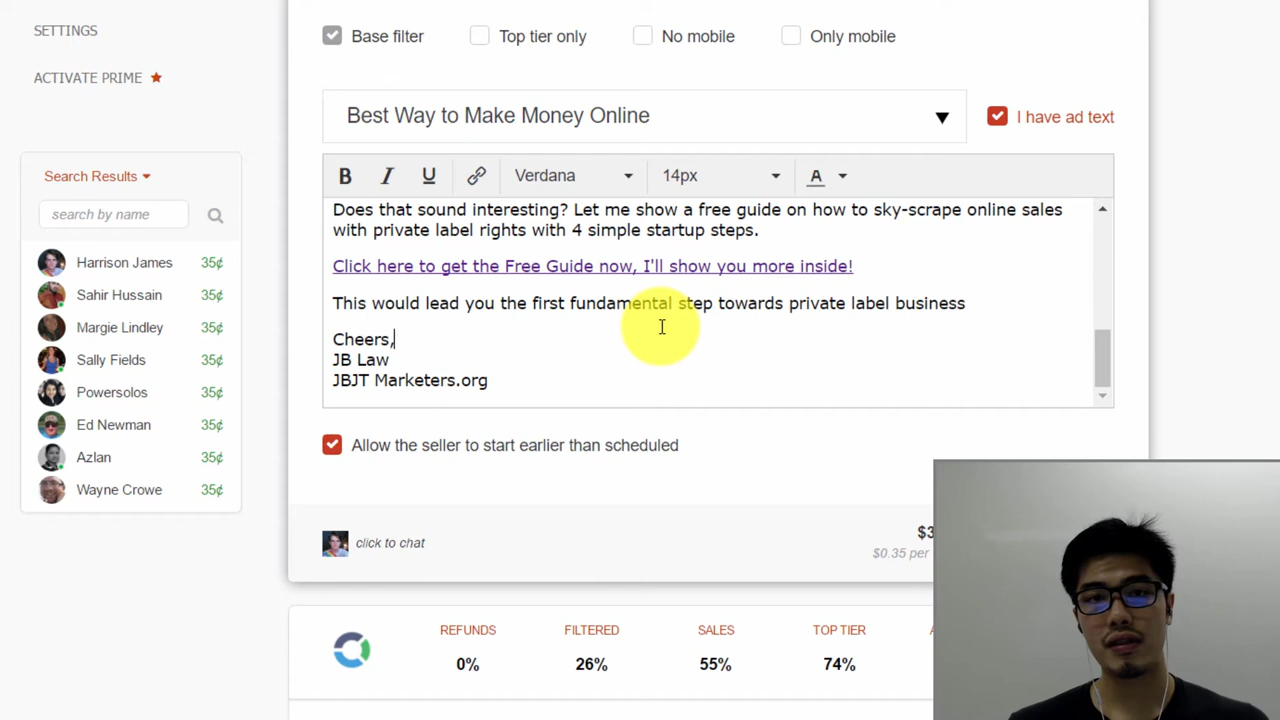 SETTINGS
ACTIVATE PRIME
Search Results
search by name
Harrison James 35¢
Sahir Hussain 35¢
Margie Lindley 35¢
Sally Fields 35¢
Powersolos 35¢
Ed Newman 35¢
Azlan 35¢
Wayne Crowe 35¢
Base filter Top tier only No mobile Only mobile
Best Way to Make Money Online I have ad text
B I U Verdana 14px A
Does that sound interesting? Let me show a free guide on how to sky-scrape online sales
with private label rights with 4 simple startup steps.
Click here to get the Free Guide now, I'll show you more inside!
This would lead you the first fundamental step towards private label business
Cheers,
JB Law
JBJT Marketers.org
Allow the seller to start earlier than scheduled
click to chat
$0.35 per
REFUNDS FILTERED SALES TOP TIER
0% 26% 55% 74%